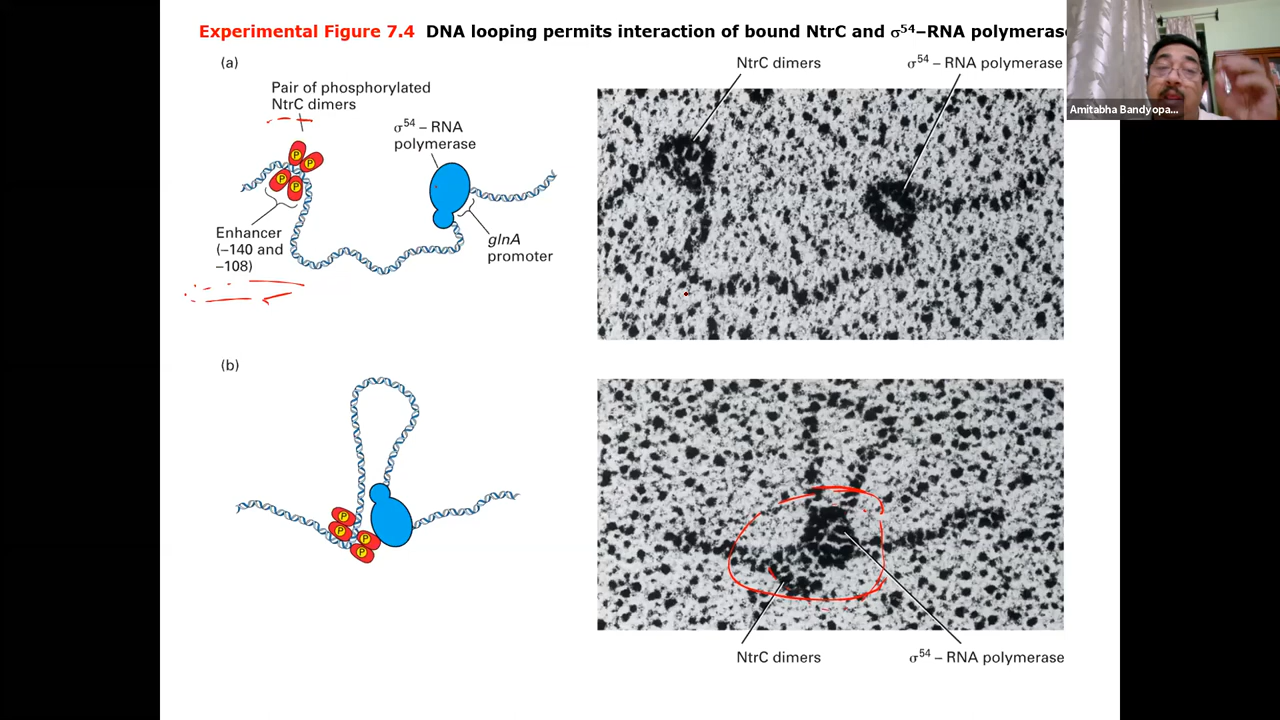 Experimental Figure 7.4 DNA looping permits interaction of bound NtrC and σ⁵⁴–RNA polymerase
(a)
Pair of phosphorylated
NtrC dimers
P
P
P
P
σ⁵⁴ – RNA
polymerase
Enhancer
(–140 and
–108)
glnA
promoter
NtrC dimers
σ⁵⁴ – RNA polymerase
Amitabha Bandyopa...
(b)
P
P
P
P
NtrC dimers
σ⁵⁴ – RNA polymerase